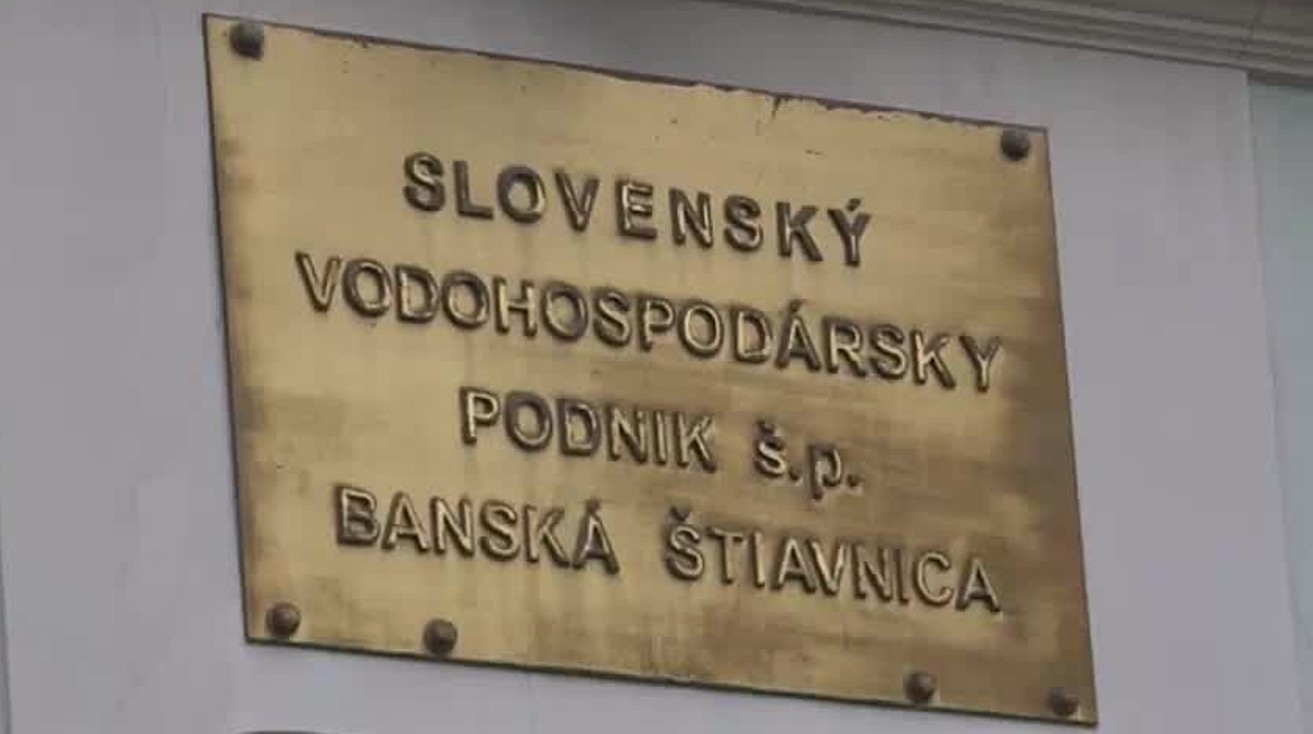 SLOVENSKÝ
VODOHOSPODÁRSKY
PODNIK š.p.
BANSKÁ ŠTIAVNICA